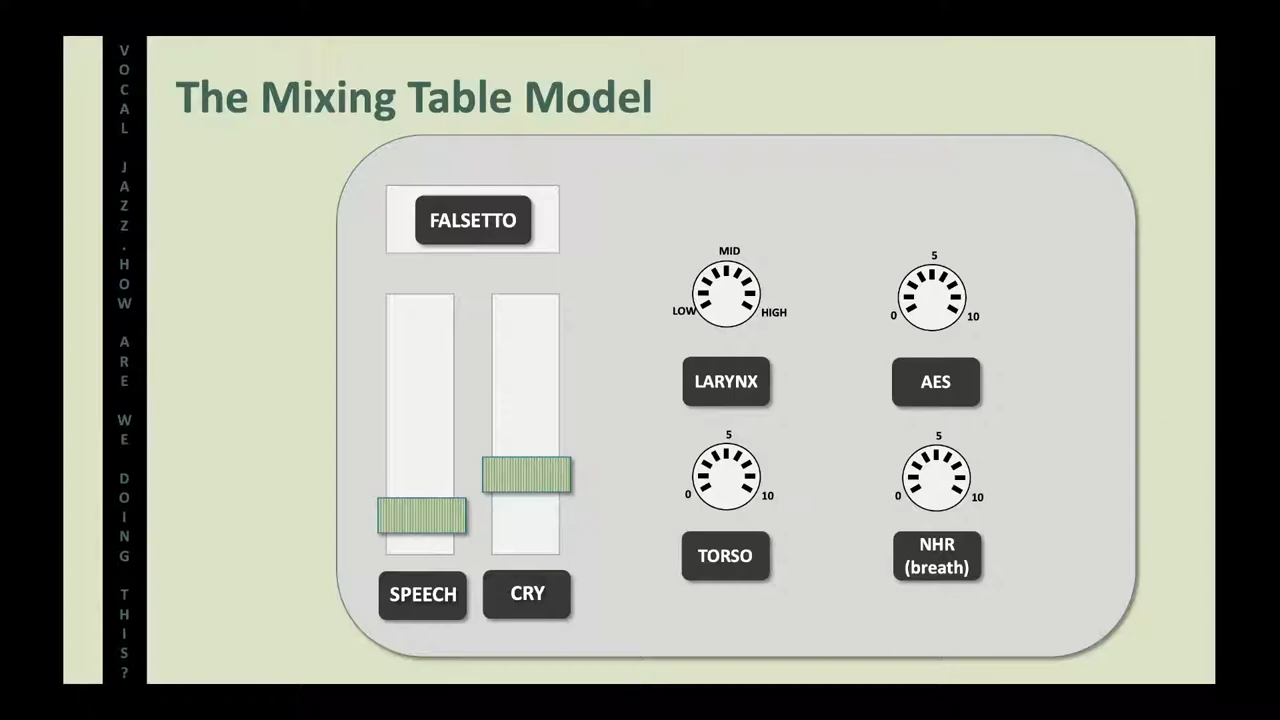 The Mixing Table Model
VOCAL JAZZ. HOW ARE WE DOING THIS?
FALSETTO
SPEECH
CRY
MID
LOW
HIGH
LARYNX
5
0
10
AES
5
0
10
TORSO
5
0
10
NHR
(breath)